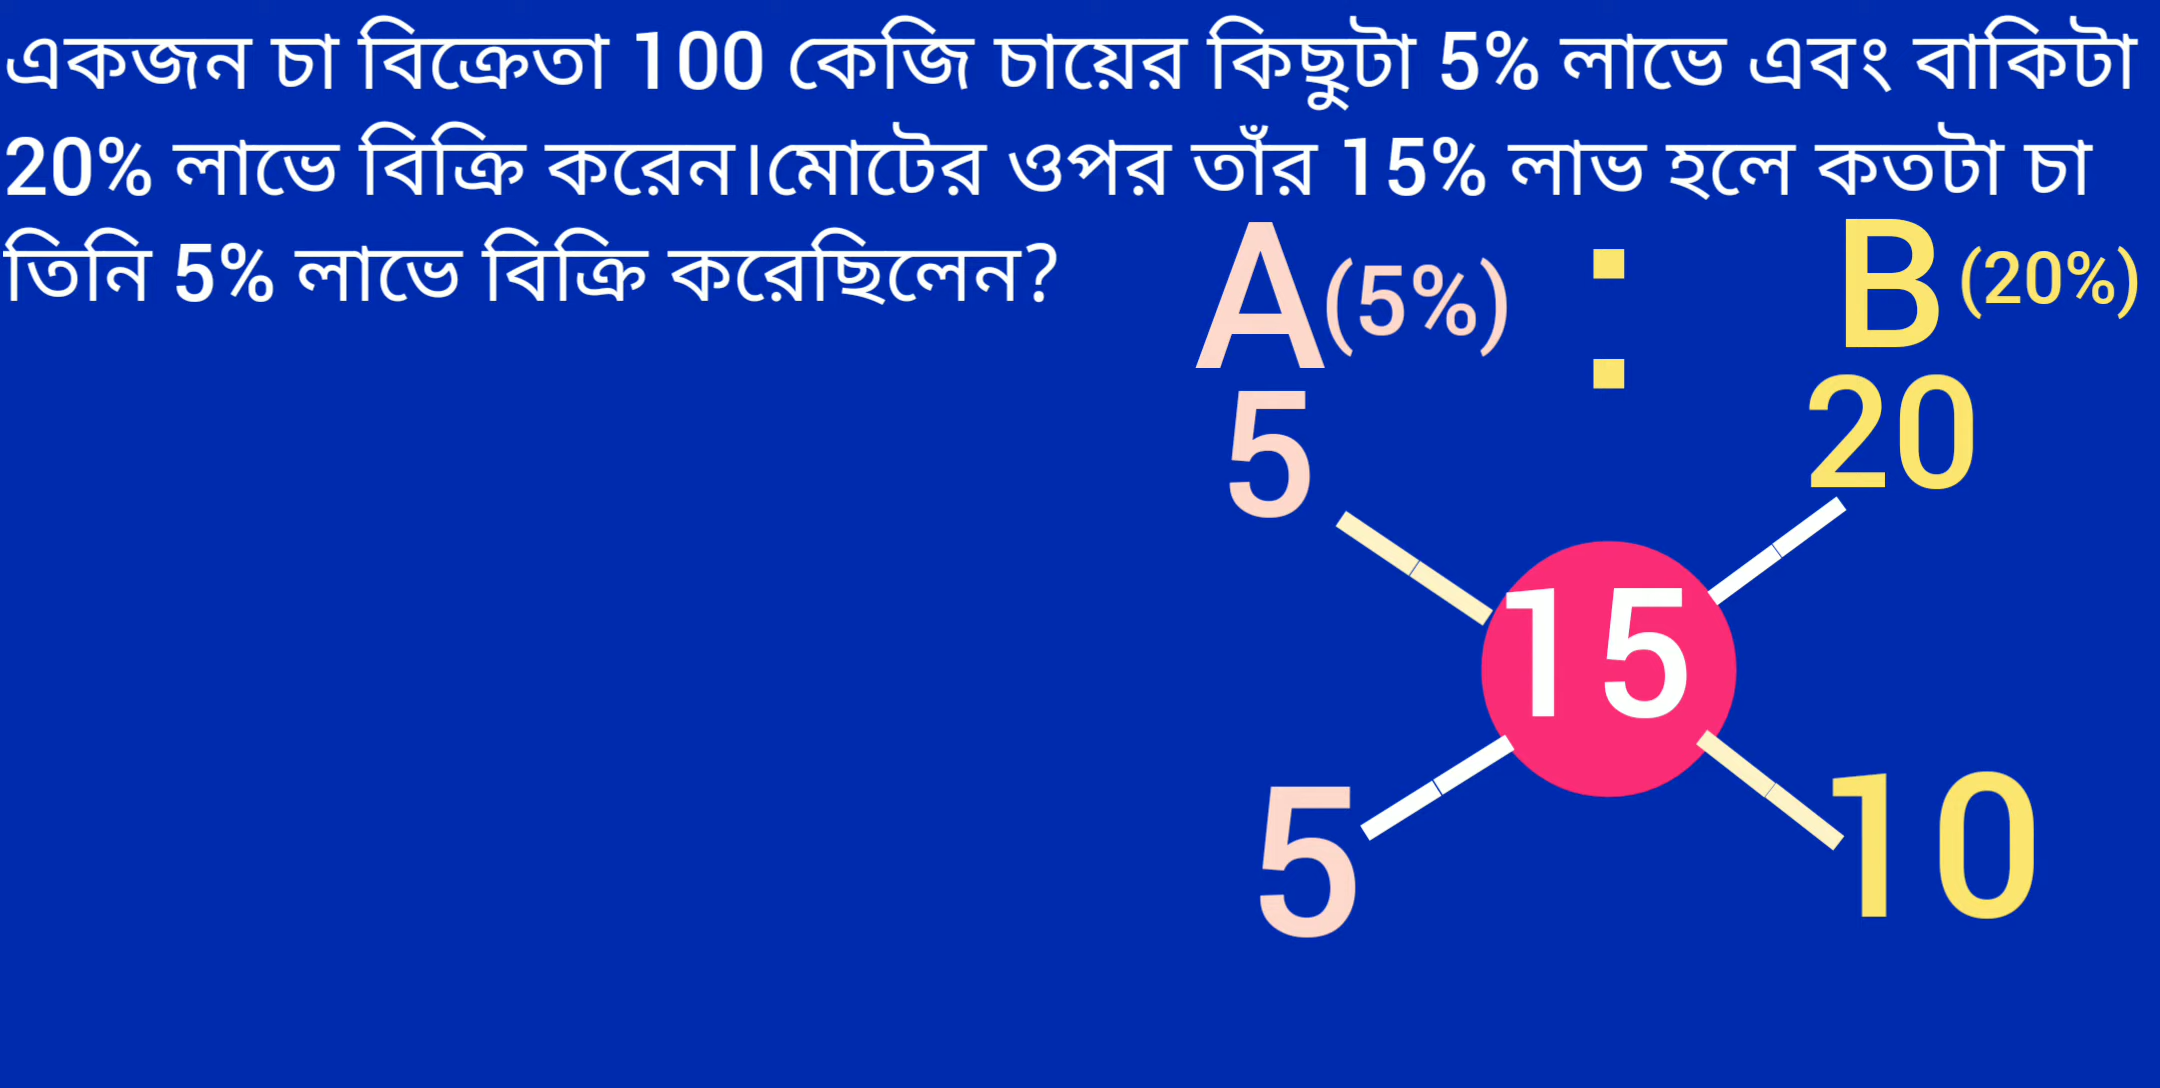 একজন চা বিক্রেতা 100 কেজি চায়ের কিছুটা 5% লাভে এবং বাকিটা
20% লাভে বিক্রি করেন।মোটের ওপর তাঁর 15% লাভ হলে কতটা চা
তিনি 5% লাভে বিক্রি করেছিলেন?
A(5%) : B(20%)
5 20
15
5 10